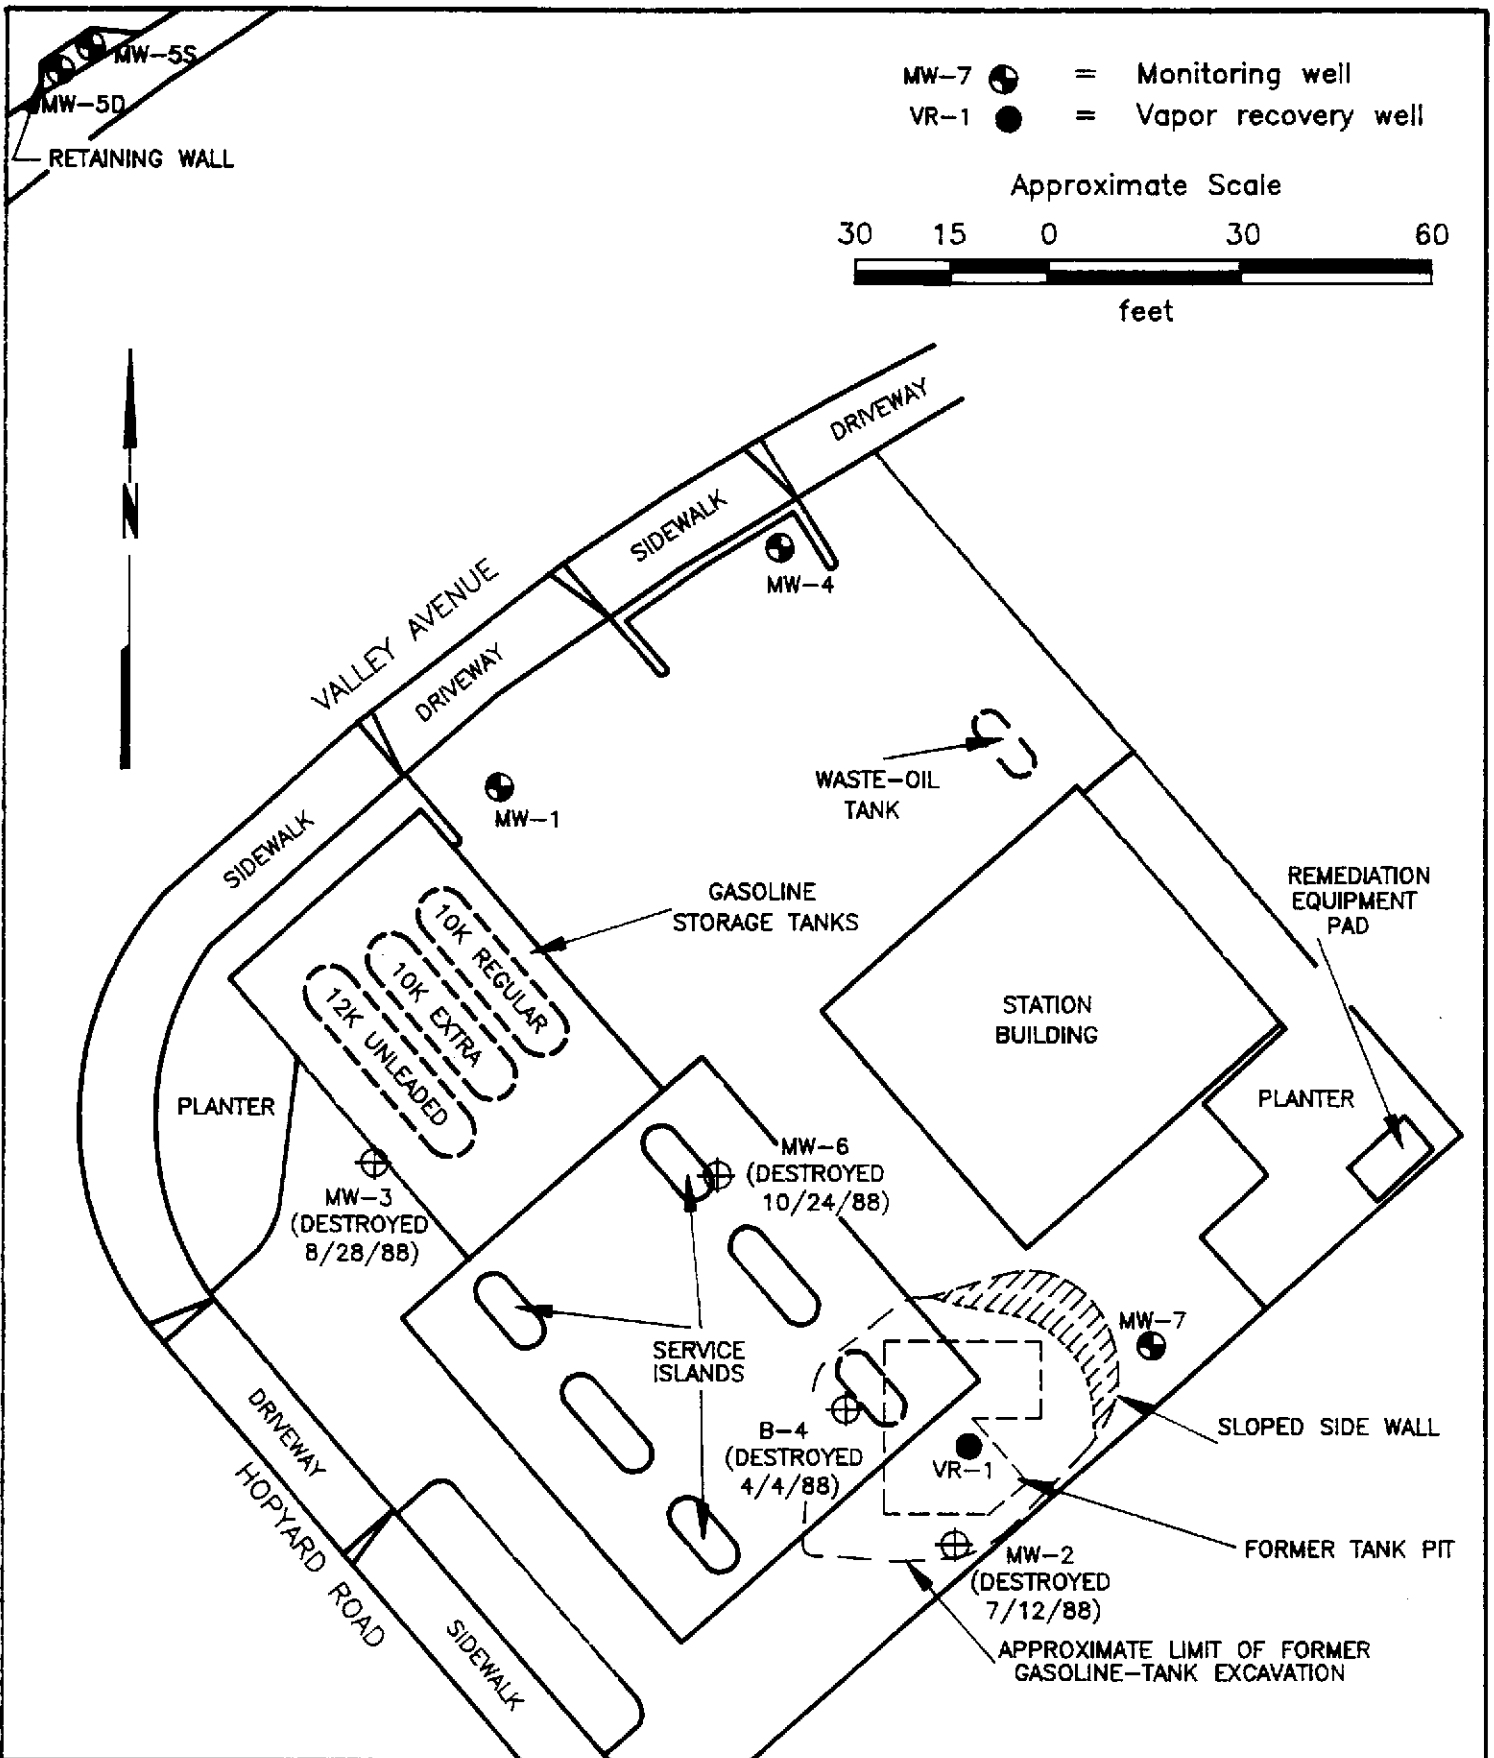 MW-5S
MW-5D
RETAINING WALL
MW-7 = Monitoring well
VR-1 = Vapor recovery well
Approximate Scale
30 15 0 30 60
feet
N
DRIVEWAY
SIDEWALK
MW-4
VALLEY AVENUE
DRIVEWAY
WASTE-OIL
TANK
MW-1
SIDEWALK
GASOLINE
STORAGE TANKS
REMEDIATION
EQUIPMENT
PAD
10K REGULAR
10K EXTRA
12K UNLEADED
STATION
BUILDING
PLANTER
PLANTER
MW-6
(DESTROYED
10/24/88)
MW-3
(DESTROYED
8/28/88)
SERVICE
ISLANDS
MW-7
SLOPED SIDE WALL
B-4
(DESTROYED
4/4/88)
VR-1
DRIVEWAY
HOPYARD ROAD
FORMER TANK PIT
MW-2
(DESTROYED
7/12/88)
SIDEWALK
APPROXIMATE LIMIT OF FORMER
GASOLINE-TANK EXCAVATION